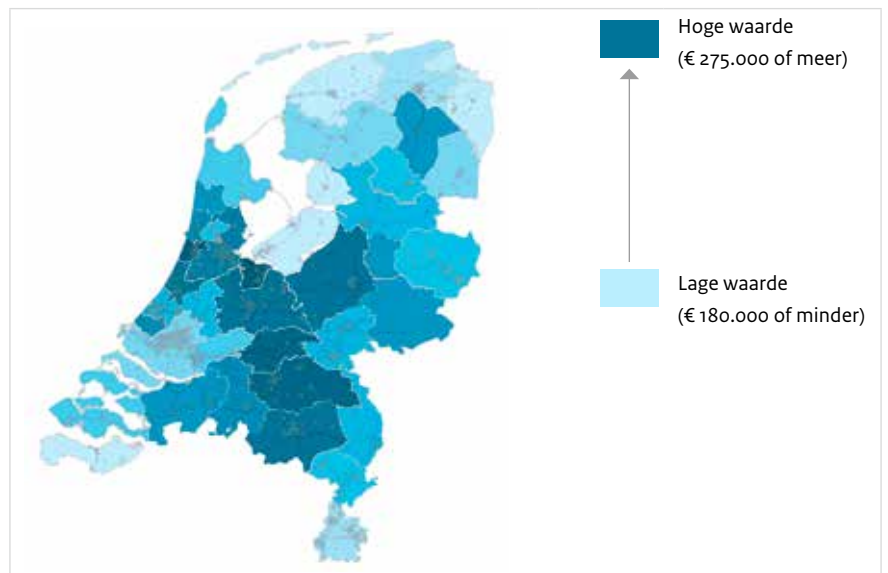 Hoge waarde
(€ 275.000 of meer)
Lage waarde
(€ 180.000 of minder)